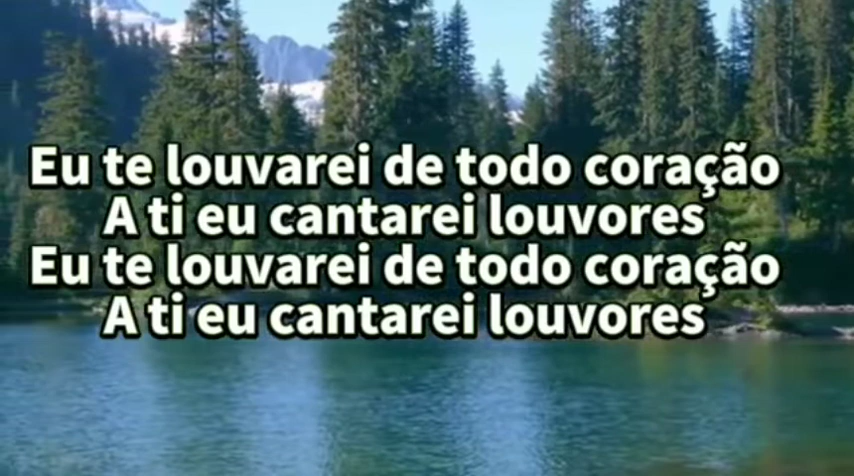 Eu te louvarei de todo coração
A ti eu cantarei louvores
Eu te louvarei de todo coração
A ti eu cantarei louvores